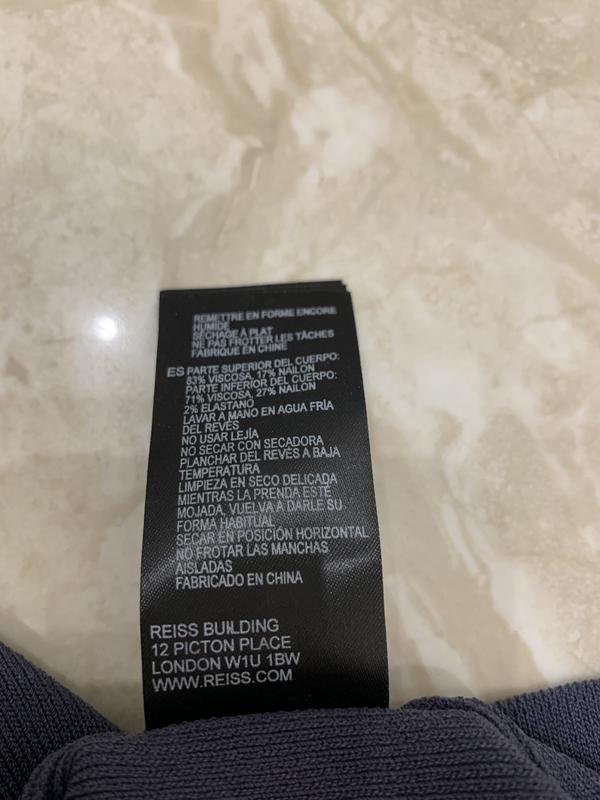 REMETTRE EN FORME ENCORE
HUMIDE
SÉCHAGE À PLAT
NE PAS FROTTER LES TÂCHES
FABRIQUE EN CHINE
ES PARTE SUPERIOR DEL CUERPO:
83% VISCOSA, 17% NAILON
PARTE INFERIOR DEL CUERPO:
71% VISCOSA, 27% NAILON
2% ELASTANO
LAVAR A MANO EN AGUA FRÍA
DEL REVÉS
NO USAR LEJÍA
NO SECAR CON SECADORA
PLANCHAR DEL REVÉS A BAJA
TEMPERATURA
LIMPIEZA EN SECO DELICADA
MIENTRAS LA PRENDA ESTÉ
MOJADA, VUELVA A DARLE SU
FORMA HABITUAL
SECAR EN POSICIÓN HORIZONTAL
NO FROTAR LAS MANCHAS
AISLADAS
FABRICADO EN CHINA
REISS BUILDING
12 PICTON PLACE
LONDON W1U 1BW
WWW.REISS.COM